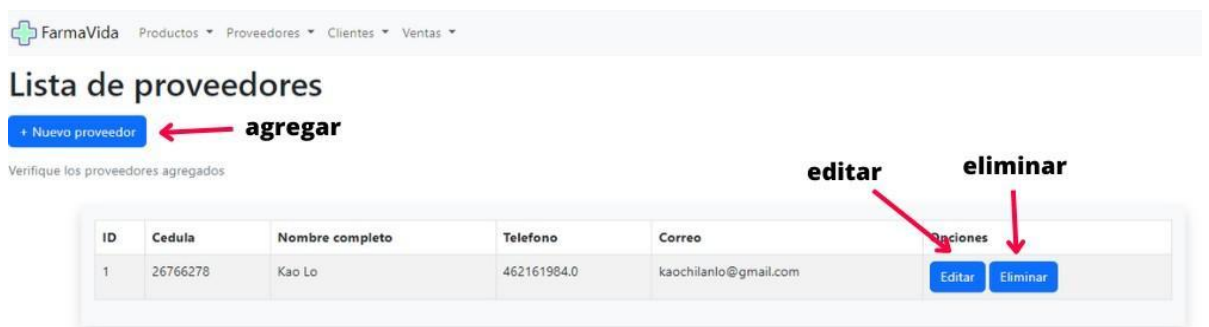 FarmaVida Productos Proveedores Clientes Ventas
Lista de proveedores
+ Nuevo proveedor agregar
Verifique los proveedores agregados
editar eliminar
ID Cedula Nombre completo Telefono Correo Opciones
1 26766278 Kao Lo 462161984.0 kaochilanlo@gmail.com Editar Eliminar